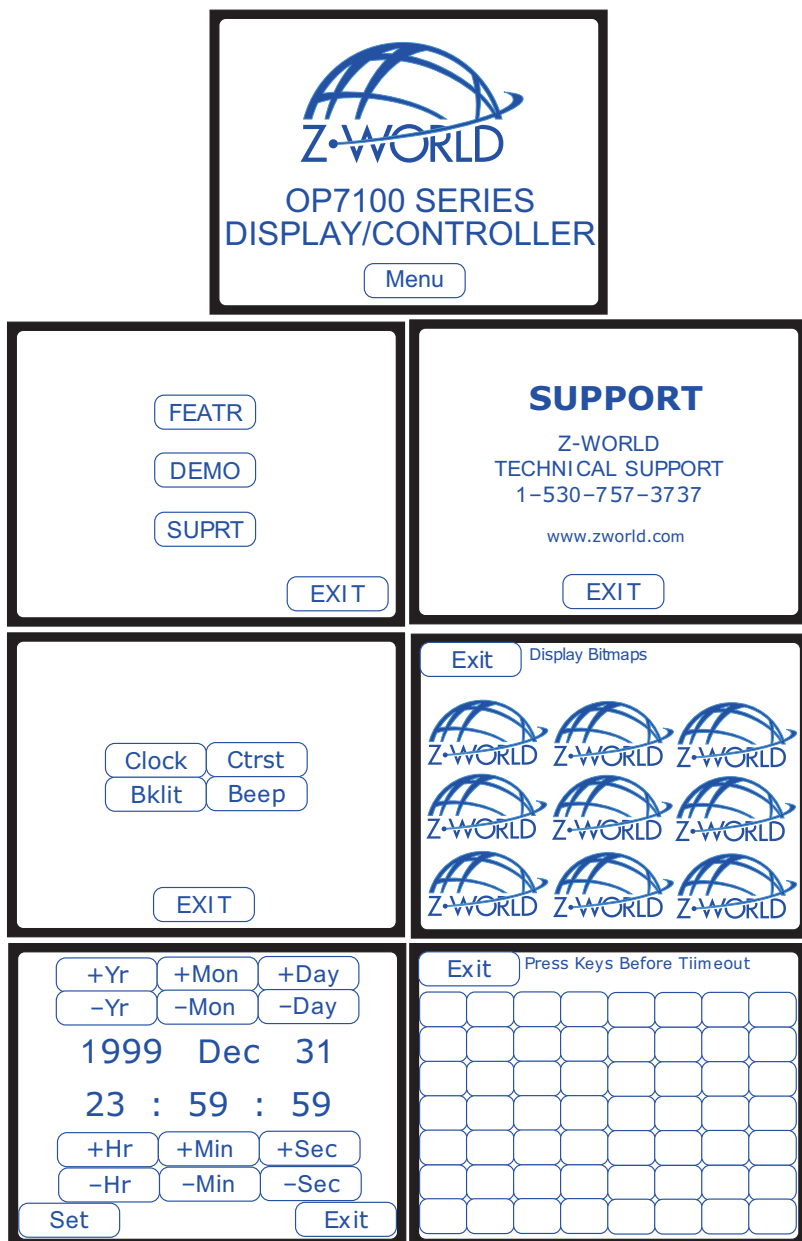 Z•WORLD
OP7100 SERIES
DISPLAY/CONTROLLER
Menu
FEATR
DEMO
SUPRT
EXIT
SUPPORT
Z-WORLD
TECHNICAL SUPPORT
1-530-757-3737
www.zworld.com
EXIT
Clock Ctrst
Bklit Beep
EXIT
Exit Display Bitmaps
Z•WORLD Z•WORLD Z•WORLD
Z•WORLD Z•WORLD Z•WORLD
Z•WORLD Z•WORLD Z•WORLD
+Yr +Mon +Day
-Yr -Mon -Day
1999 Dec 31
23 : 59 : 59
+Hr +Min +Sec
-Hr -Min -Sec
Set Exit
Exit Press Keys Before Tiimeout